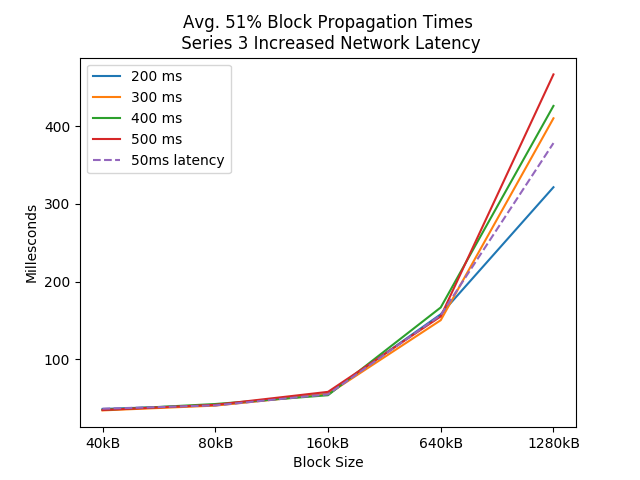 Avg. 51% Block Propagation Times
Series 3 Increased Network Latency
200 ms
300 ms
400 ms
500 ms
50ms latency
Millesconds
400
300
200
100
40kB 80kB 160kB 640kB 1280kB
Block Size